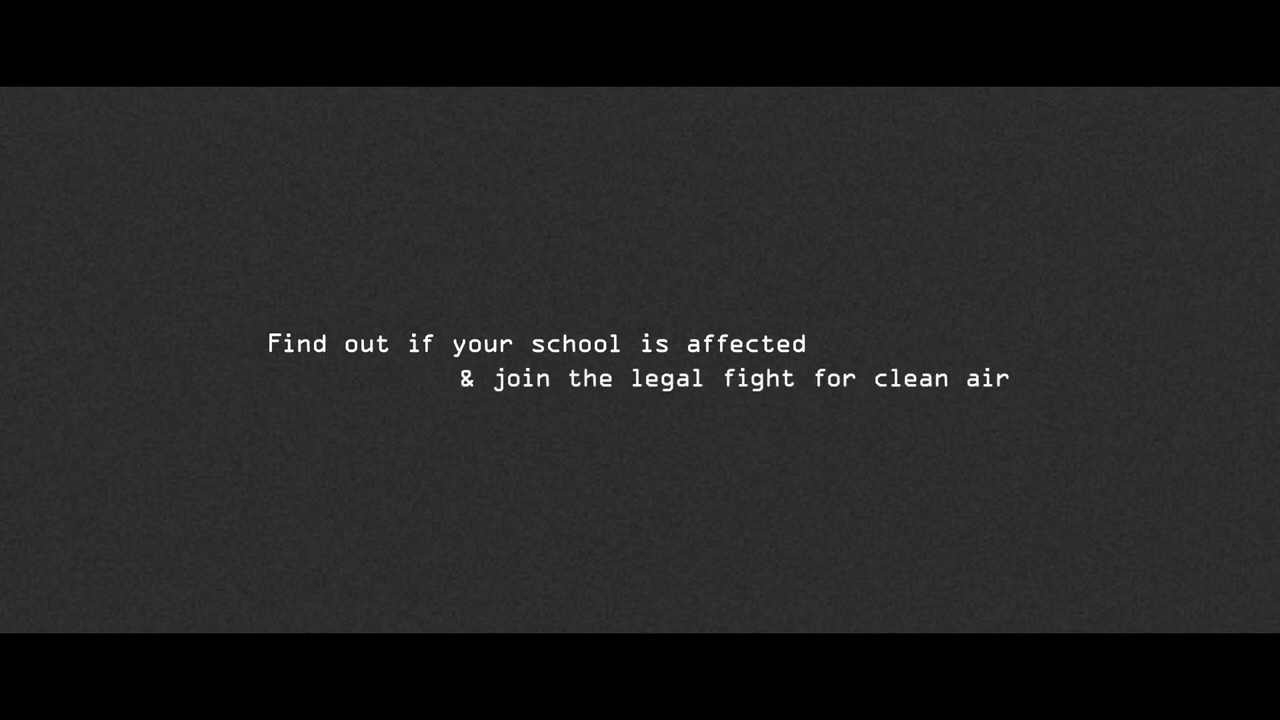 Find out if your school is affected
& join the legal fight for clean air